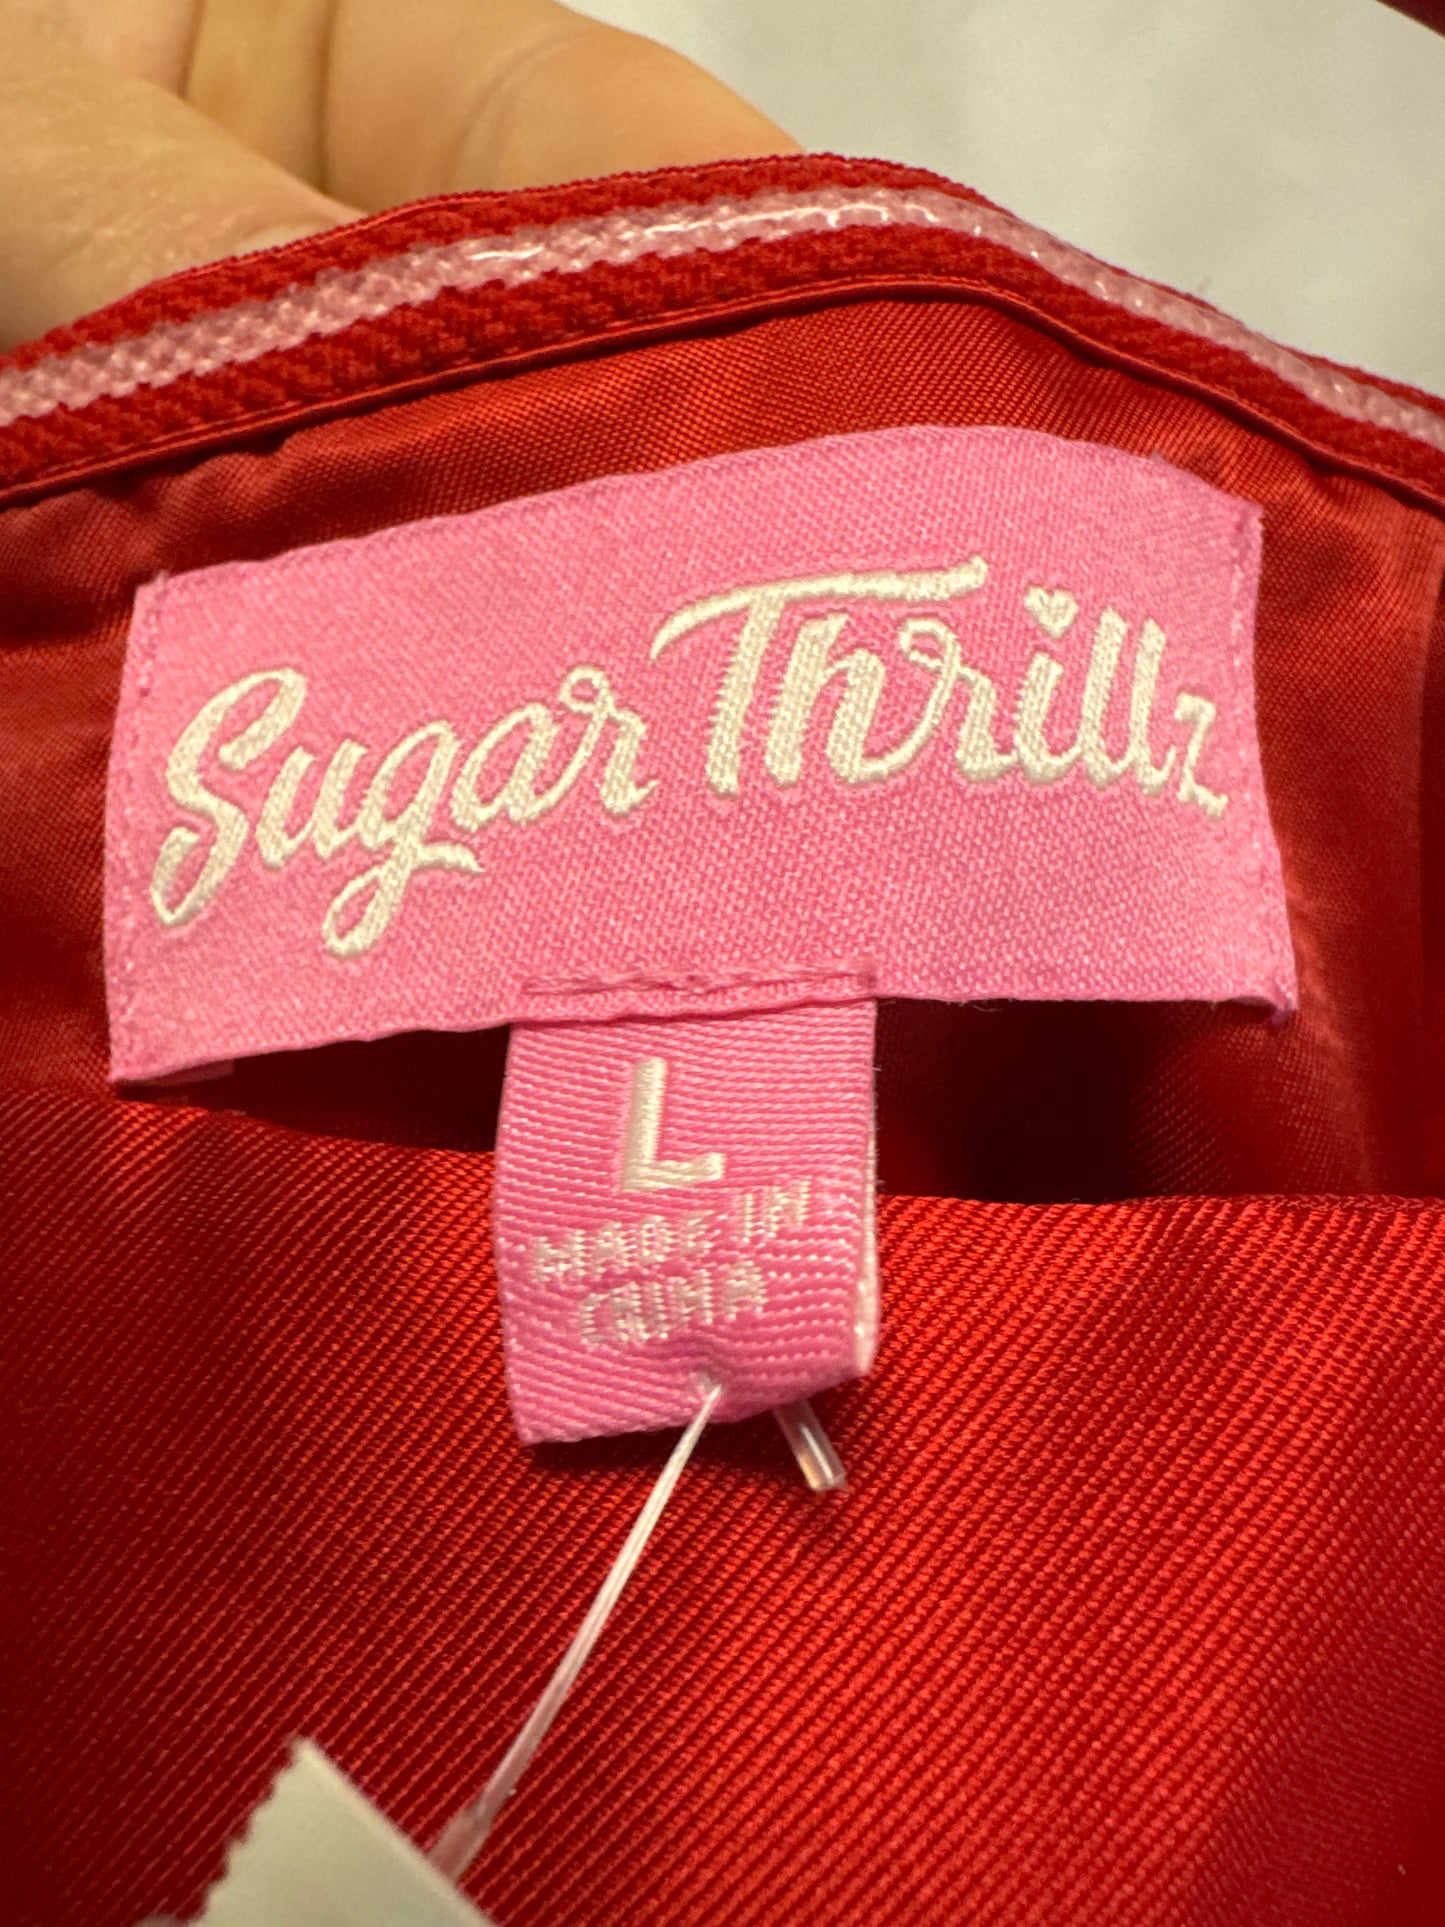 Sugar Thrillz
L
MADE IN
CHINA